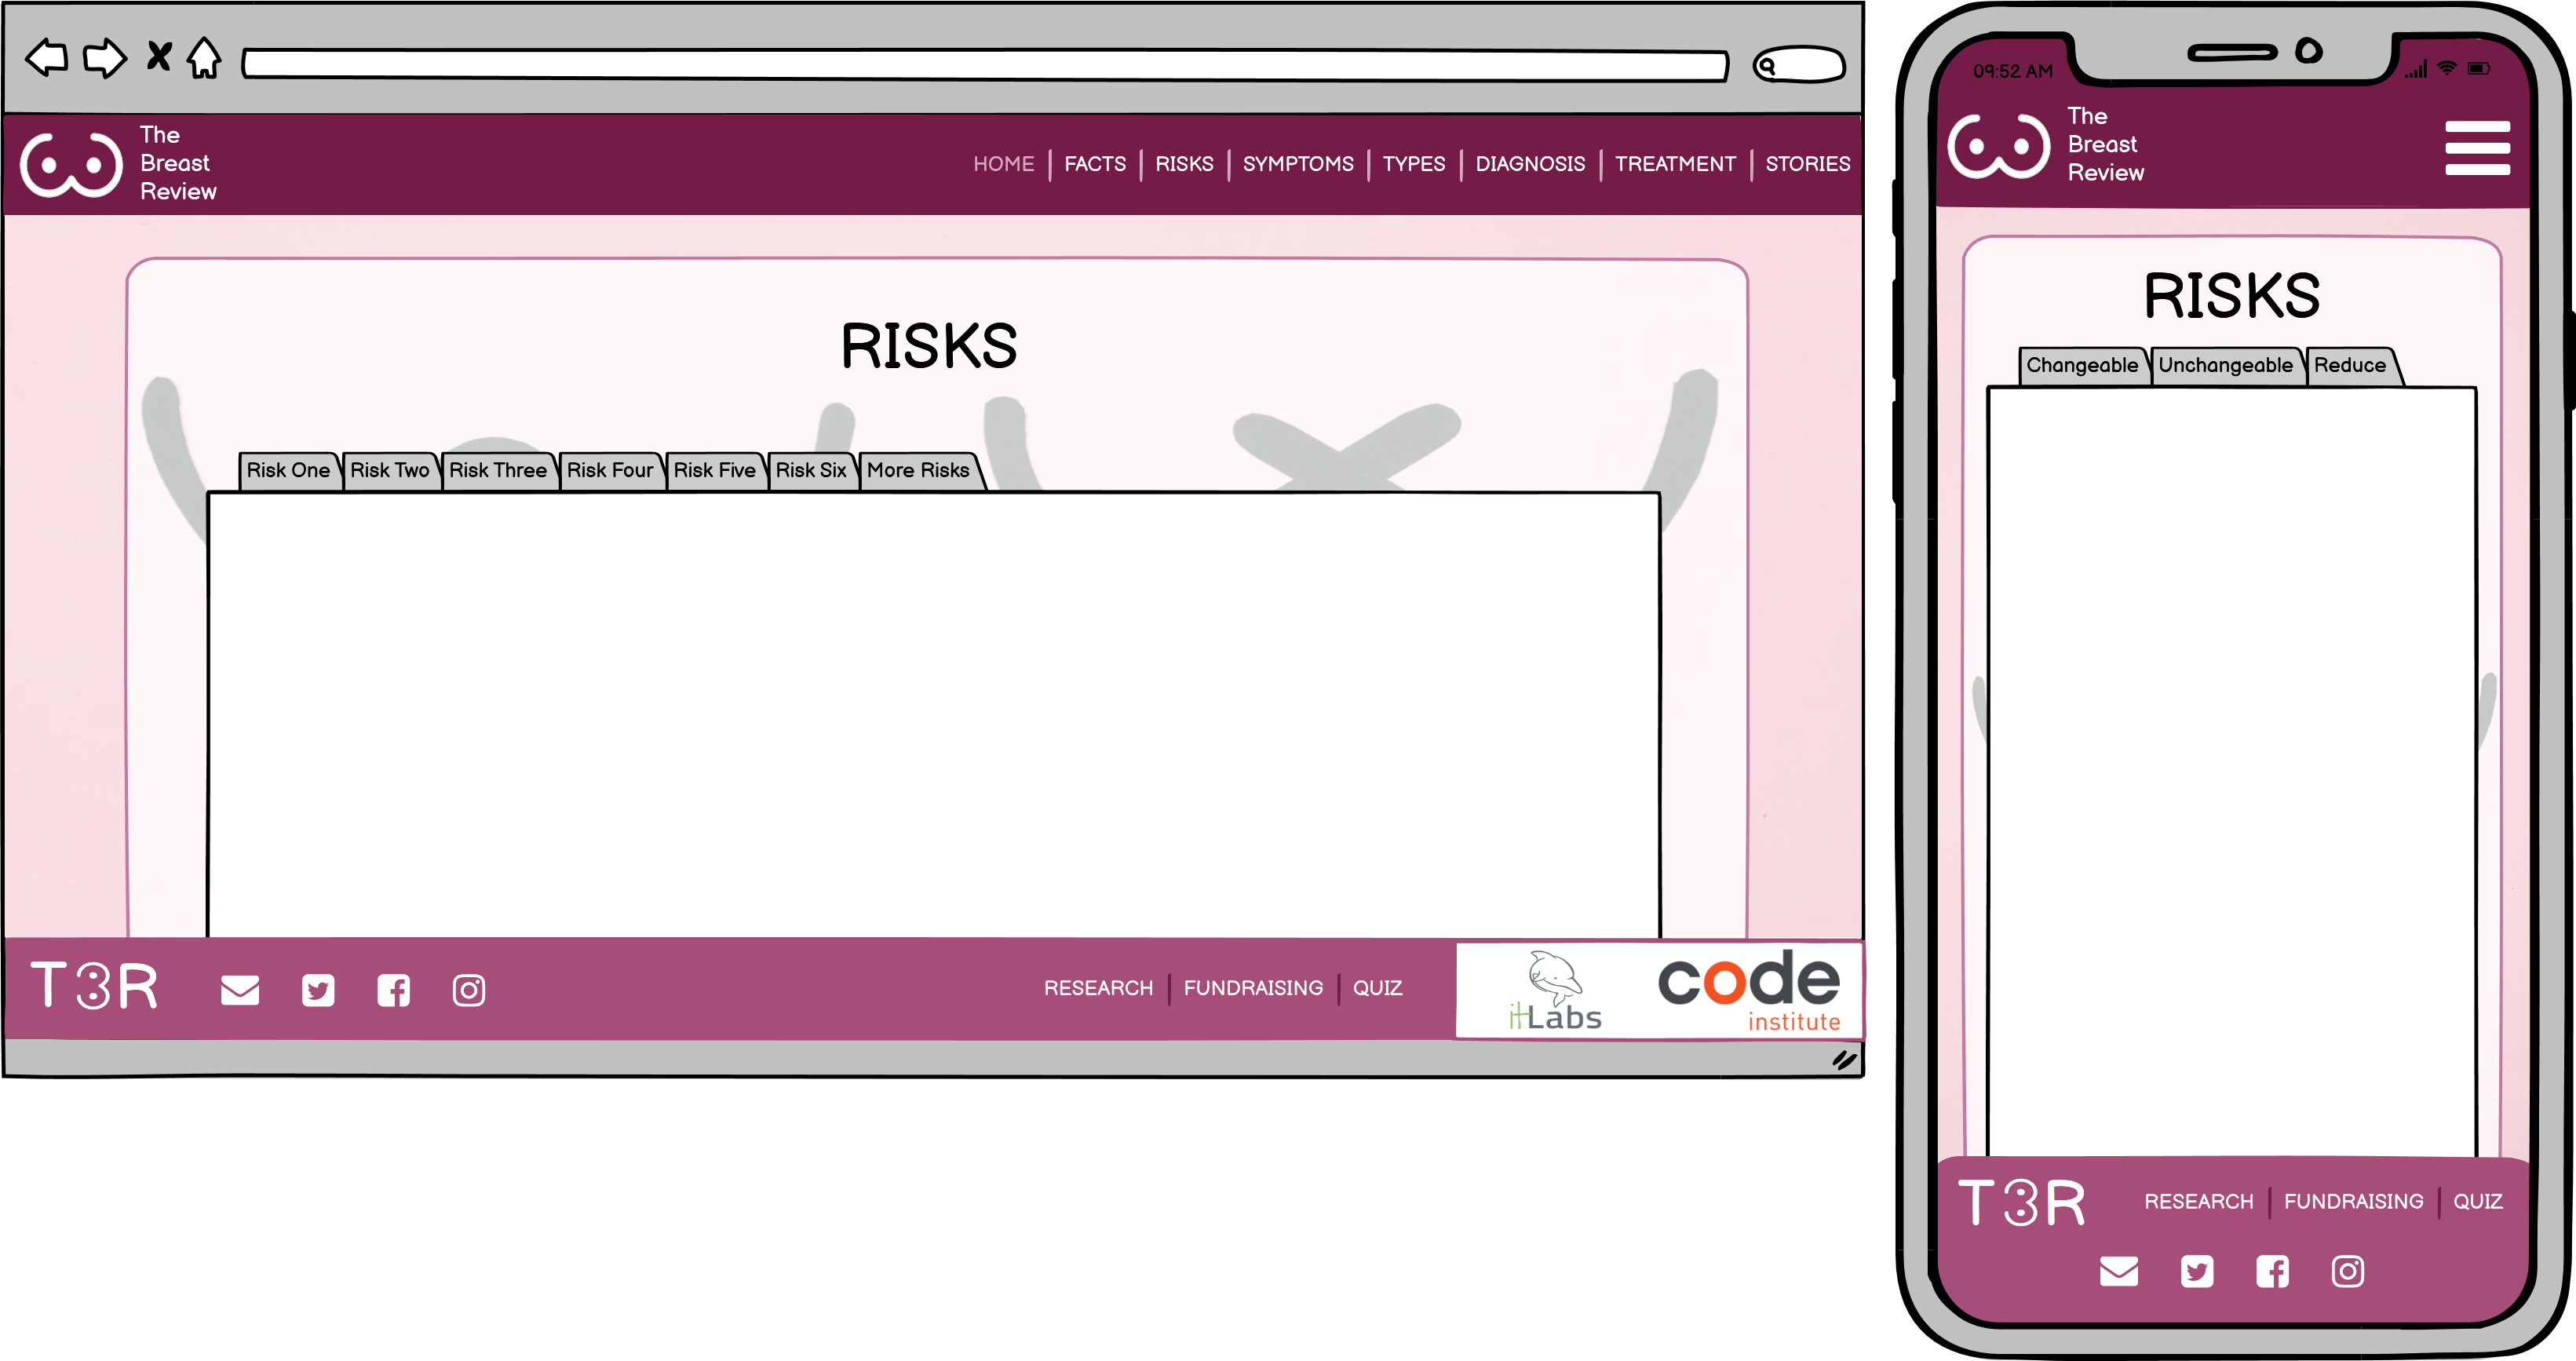 The
Breast
Review
HOME FACTS RISKS SYMPTOMS TYPES DIAGNOSIS TREATMENT STORIES
RISKS
Risk One Risk Two Risk Three Risk Four Risk Five Risk Six More Risks
T3R
RESEARCH FUNDRAISING QUIZ
itLabs
code
institute
09:52 AM
The
Breast
Review
RISKS
Changeable Unchangeable Reduce
T3R RESEARCH FUNDRAISING QUIZ